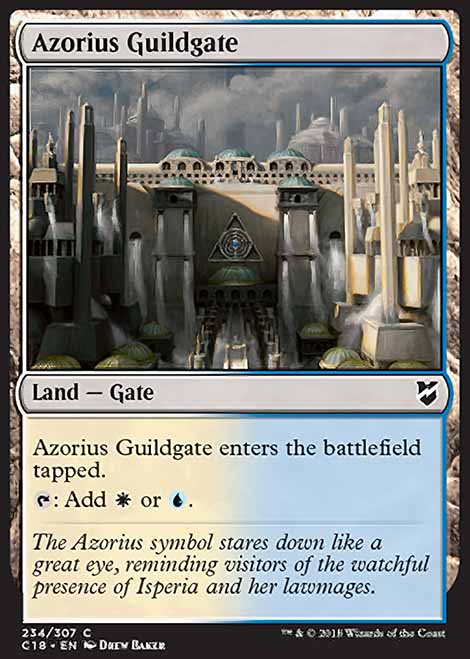 Azorius Guildgate
Land — Gate
Azorius Guildgate enters the battlefield
tapped.
: Add or .
The Azorius symbol stares down like a
great eye, reminding visitors of the watchful
presence of Isperia and her lawmages.
234/307 C
C18 • EN Drew Baker
™ & © 2018 Wizards of the Coast